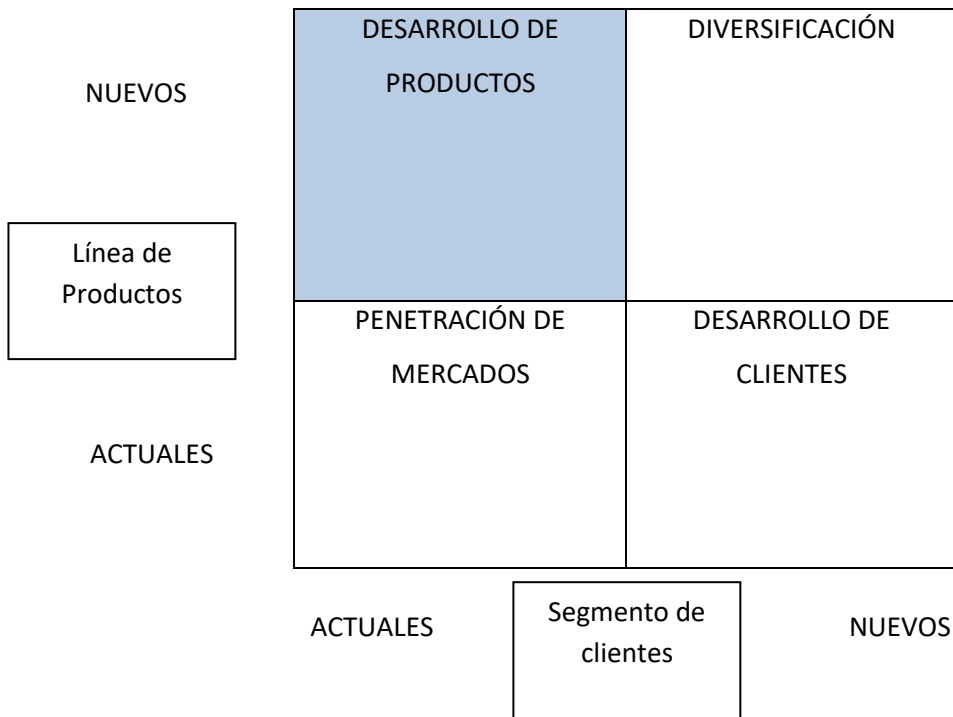 DESARROLLO DE
PRODUCTOS
DIVERSIFICACIÓN
NUEVOS
Línea de
Productos
PENETRACIÓN DE
MERCADOS
DESARROLLO DE
CLIENTES
ACTUALES
ACTUALES
Segmento de
clientes
NUEVOS